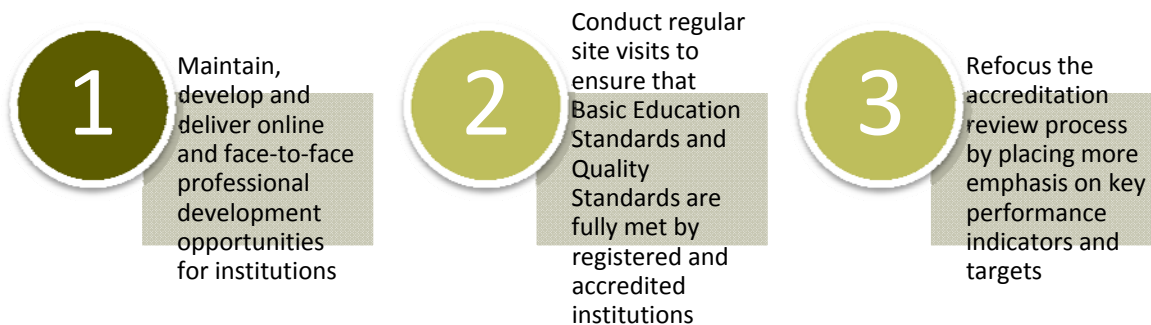 1
Maintain,
develop and
deliver online
and face-to-face
professional
development
opportunities
for institutions
2
Conduct regular
site visits to
ensure that
Basic Education
Standards and
Quality
Standards are
fully met by
registered and
accredited
institutions
3
Refocus the
accreditation
review process
by placing more
emphasis on key
performance
indicators and
targets